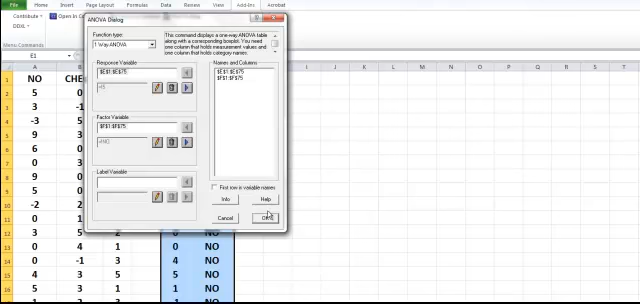 File Home Insert Page Layout Formulas Data Review View Add-Ins Acrobat
Contribute Open In Co
DDXL
Menu Commands
E1
ANOVA Dialog
Function type:
1 Way ANOVA
This command displays a one-way ANOVA table
along with a corresponding boxplot. You need
one column that holds measurement values and
one column that holds category names.
Response Variable
$E$1:$E$75
=I5
Factor Variable
$F$1:$F$75
=I NO
Label Variable
Names and Columns
$E$1:$E$75
$F$1:$F$75
First row is variable names
Info Help
Cancel OK
A I J K L M N O P Q R S T
1 NO CHE
2 5 0
3 3 -1
4 -3 5
5 9 3
6 6 0
7 0 3
8 9 0
9 5 0
10 -2 2
11 0 1
12 3 5 2 0 NO
13 0 4 1 0 NO
14 0 -1 3 0 NO
15 4 3 5 5 NO
16 1 3 1 1 NO